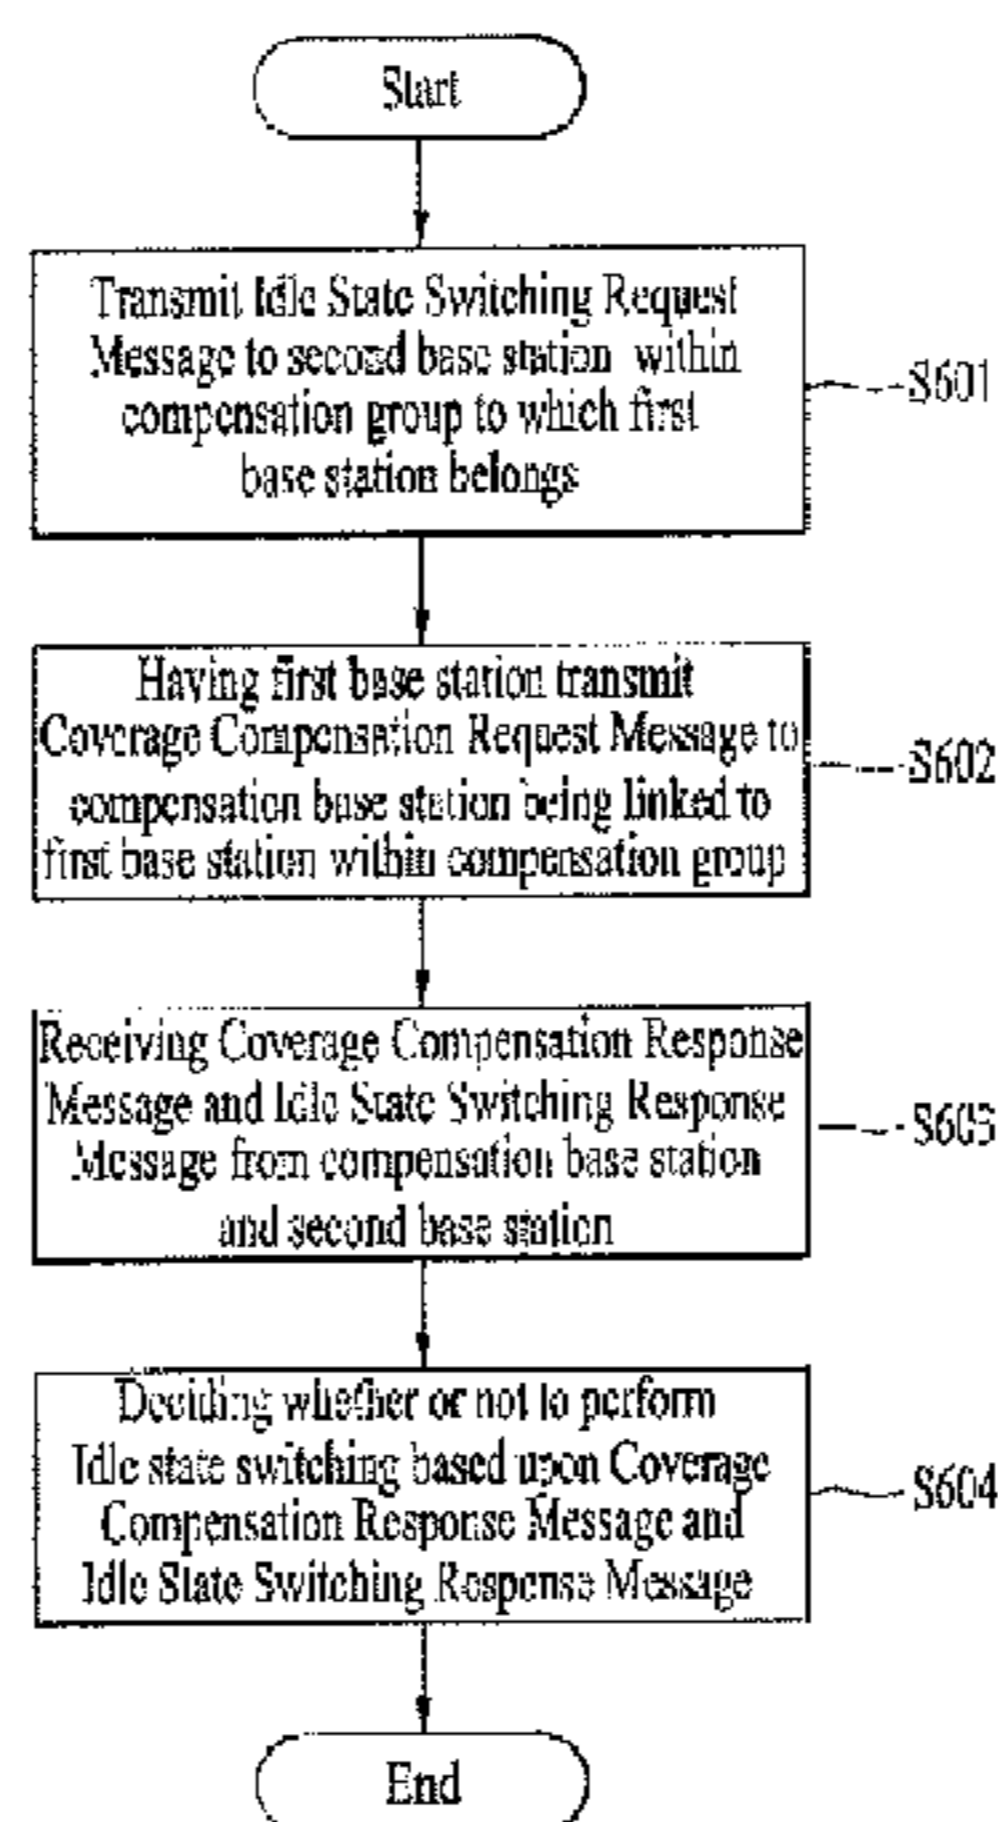 Start
Transmit Idle State Switching Request
Message to second base station within
compensation group to which first
base station belongs
S601
Having first base station transmit
Coverage Compensation Request Message to
compensation base station being linked to
first base station within compensation group
S602
Receiving Coverage Compensation Response
Message and Idle State Switching Response
Message from compensation base station
and second base station
S603
Deciding whether or not to perform
Idle state switching based upon Coverage
Compensation Response Message and
Idle State Switching Response Message
S604
End